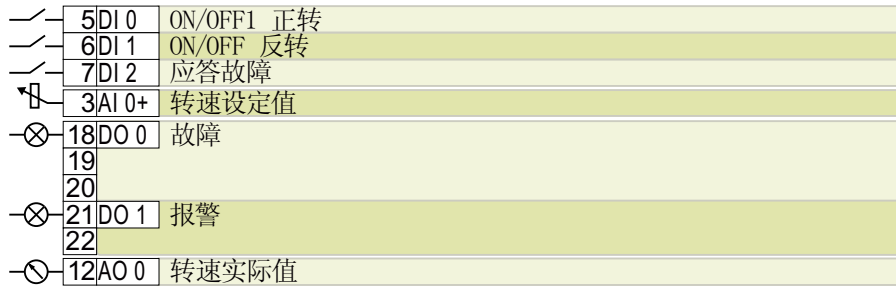 5 DI 0 ON/OFF1 正转
6 DI 1 ON/OFF 反转
7 DI 2 应答故障
3 AI 0+ 转速设定值
18 DO 0 故障
19
20
21 DO 1 报警
22
12 AO 0 转速实际值